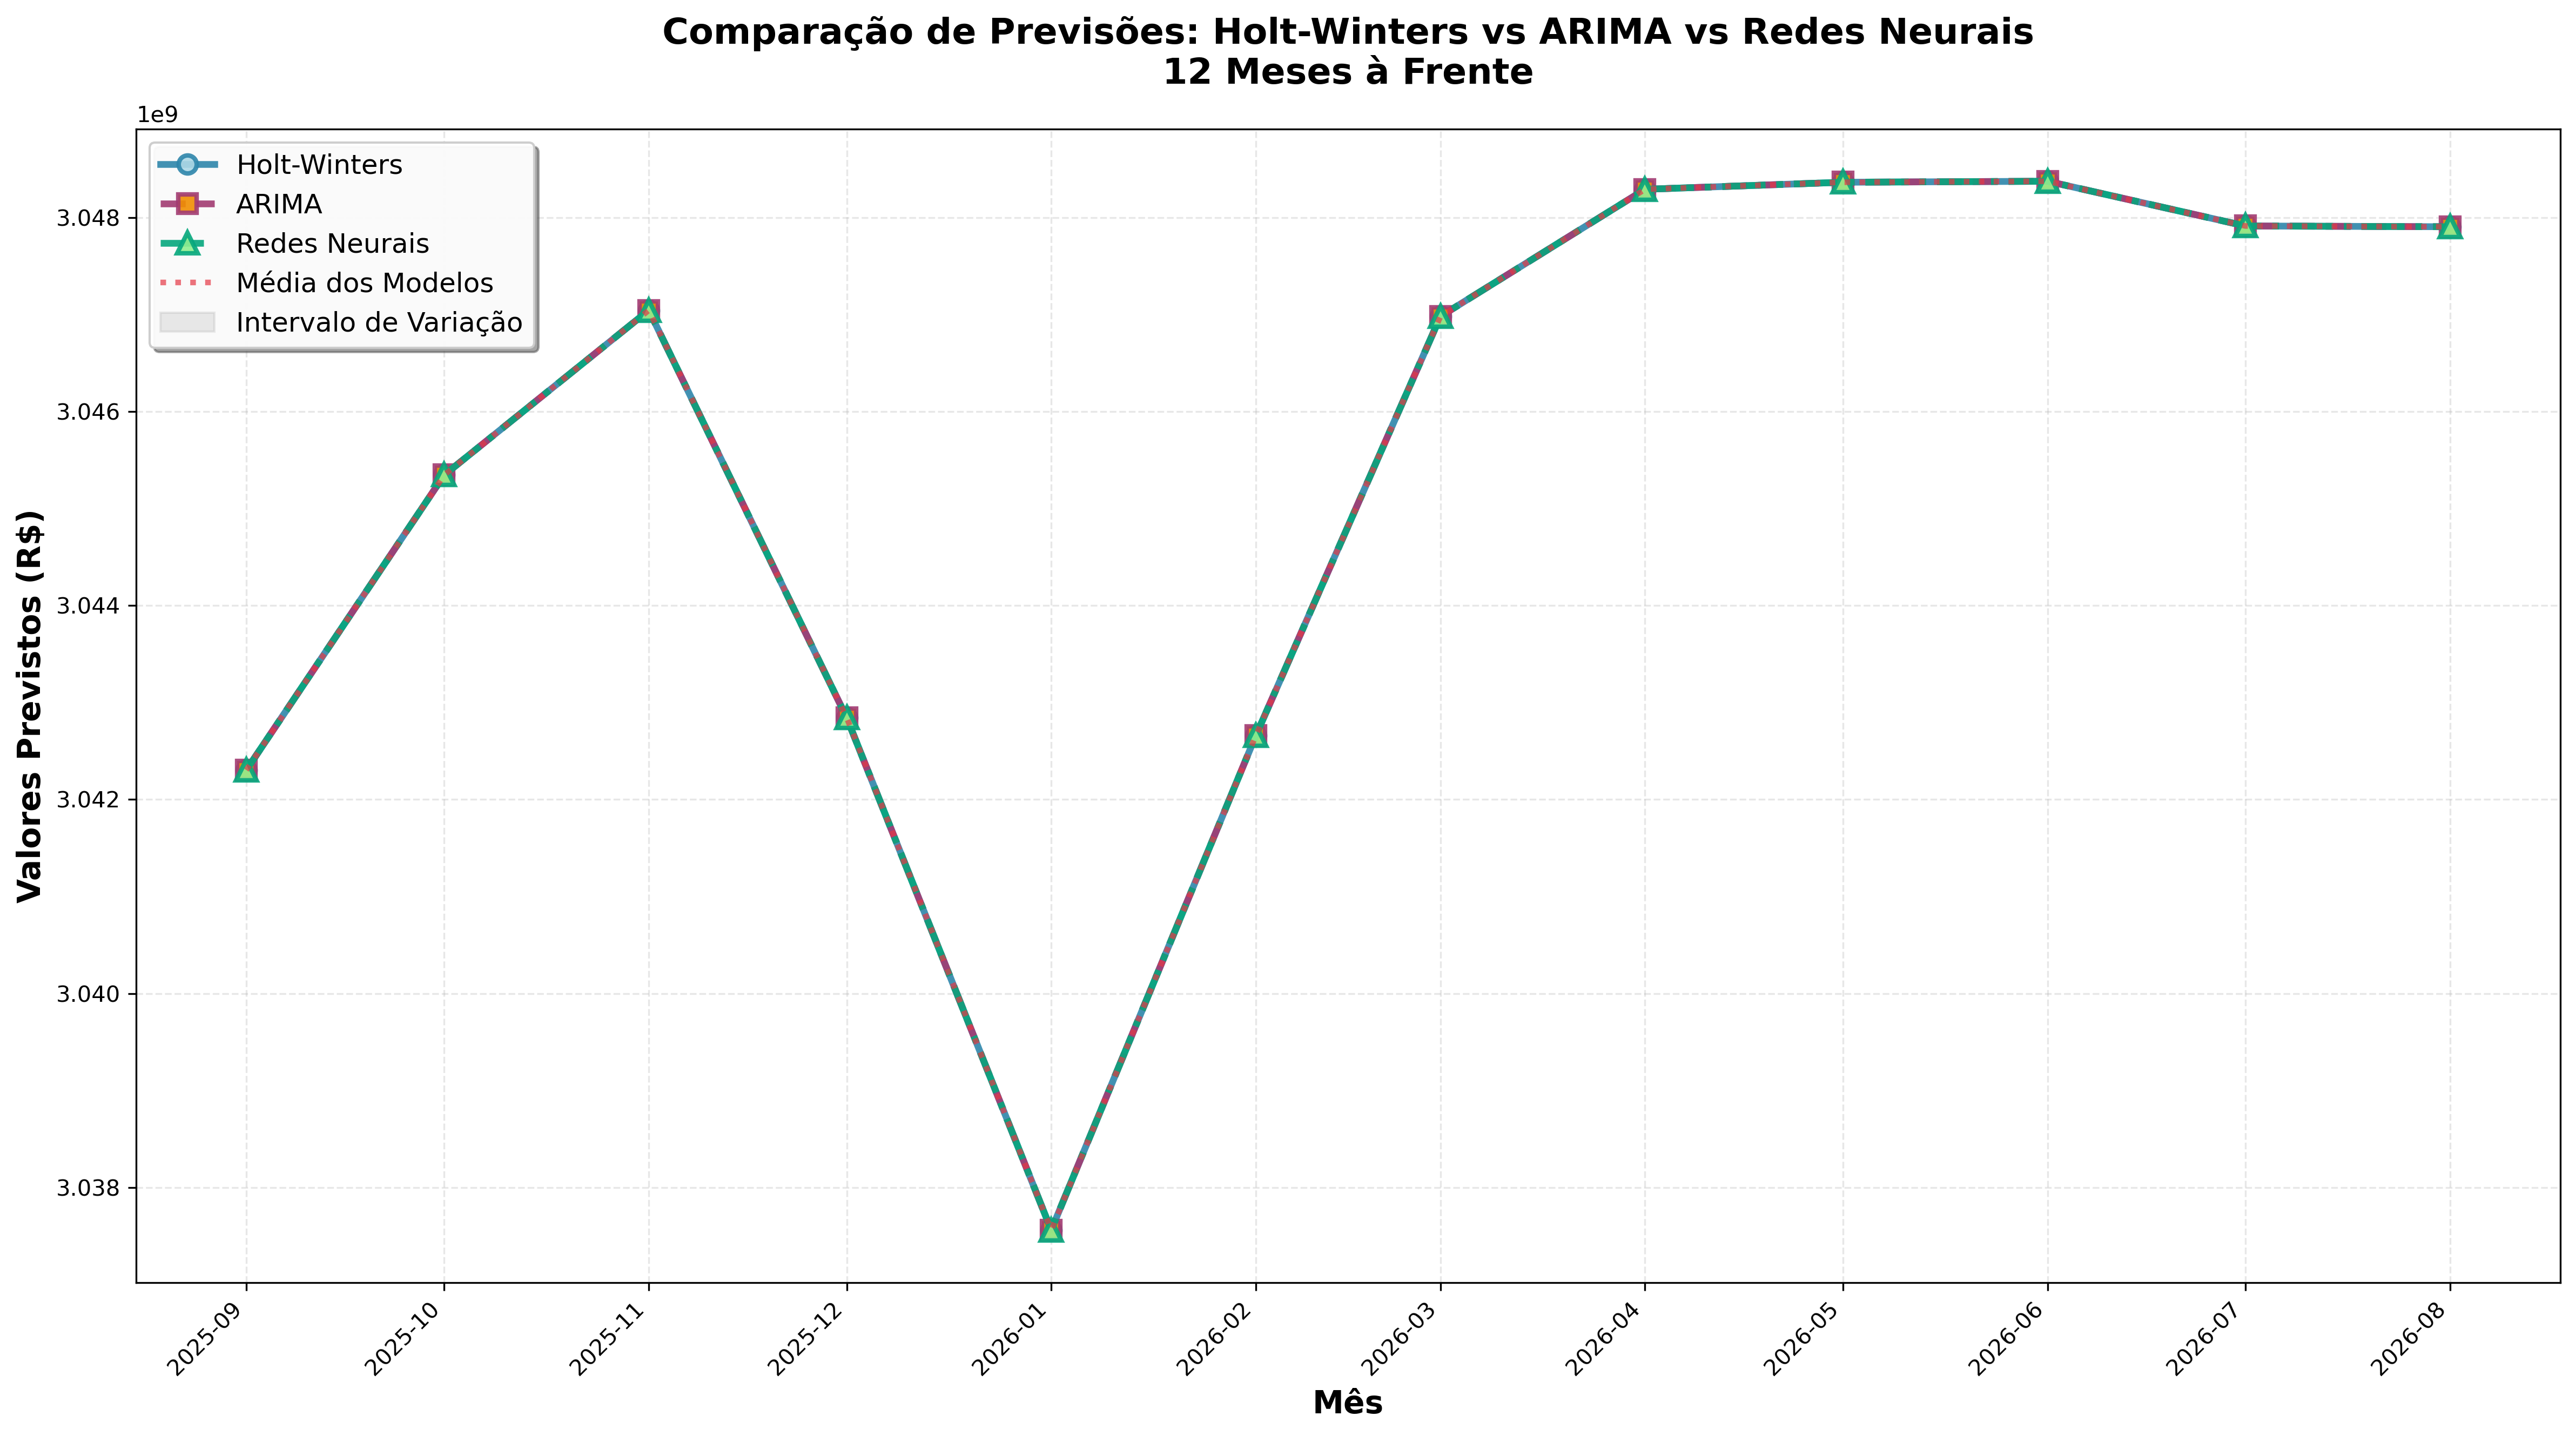 Comparação de Previsões: Holt-Winters vs ARIMA vs Redes Neurais
12 Meses à Frente
1e9
Holt-Winters
ARIMA
Redes Neurais
Média dos Modelos
Intervalo de Variação
Valores Previstos (R$)
3.048
3.046
3.044
3.042
3.040
3.038
2025-09
2025-10
2025-11
2025-12
2026-01
2026-02
2026-03
2026-04
2026-05
2026-06
2026-07
2026-08
Mês